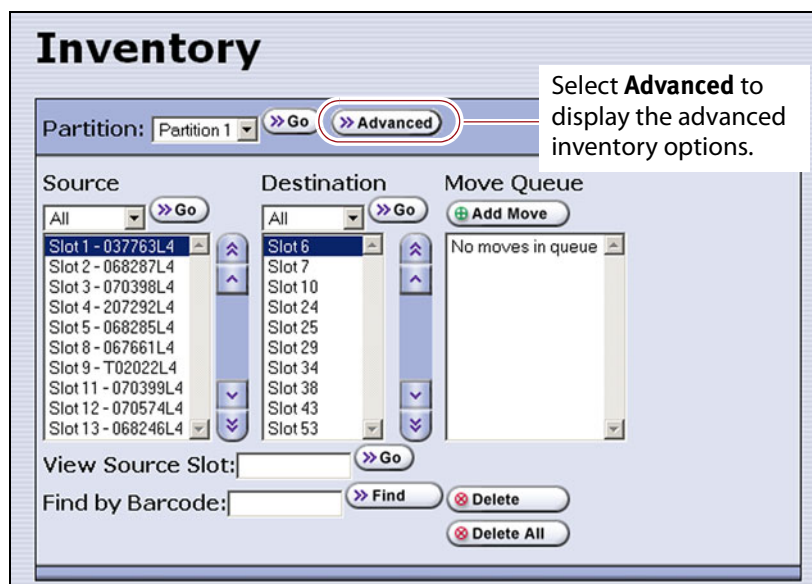 Inventory
Select Advanced to
display the advanced
inventory options.
Partition: Partition 1 >> Go >> Advanced
Source Destination Move Queue
All >> Go All >> Go Add Move
Slot 1 - 037763L4 Slot 6 No moves in queue
Slot 2 - 068287L4 Slot 7
Slot 3 - 070398L4 Slot 10
Slot 4 - 207292L4 Slot 24
Slot 5 - 068285L4 Slot 25
Slot 8 - 067661L4 Slot 29
Slot 9 - T02022L4 Slot 34
Slot 11 - 070399L4 Slot 38
Slot 12 - 070574L4 Slot 43
Slot 13 - 068246L4 Slot 53
View Source Slot: >> Go
Find by Barcode: >> Find Delete
Delete All